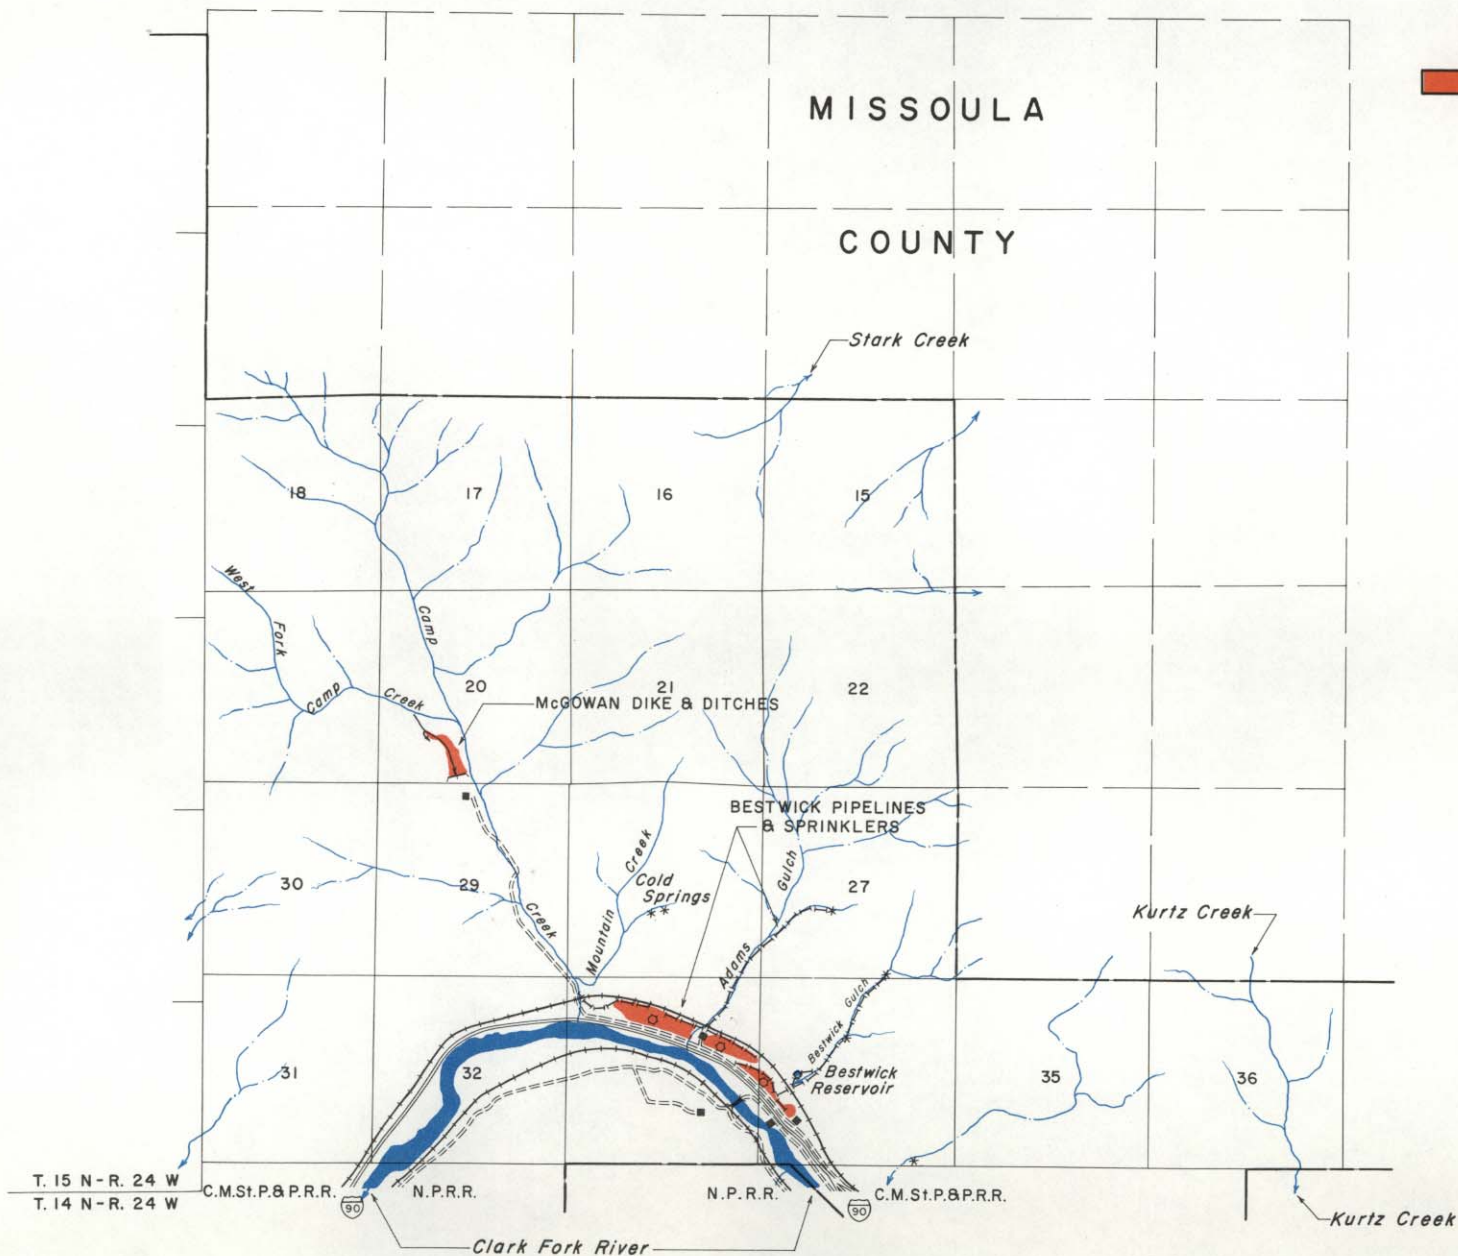 MISSOULA
COUNTY
Stark Creek
18
17
16
15
West
Fork
Camp
Creek
Camp
20
21
22
McGOWAN DIKE & DITCHES
BESTWICK PIPELINES
& SPRINKLERS
30
29
Creek
Mountain
Creek
Cold
Springs
Gulch
27
Adams
Kurtz Creek
Bestwick
Gulch
Bestwick
Reservoir
31
32
35
36
T. 15 N-R. 24 W
T. 14 N-R. 24 W
C.M.St.P.& P.R.R.
90
N.P.R.R.
N.P.R.R.
90
C.M.St.P.& P.R.R.
Clark Fork River
Kurtz Creek